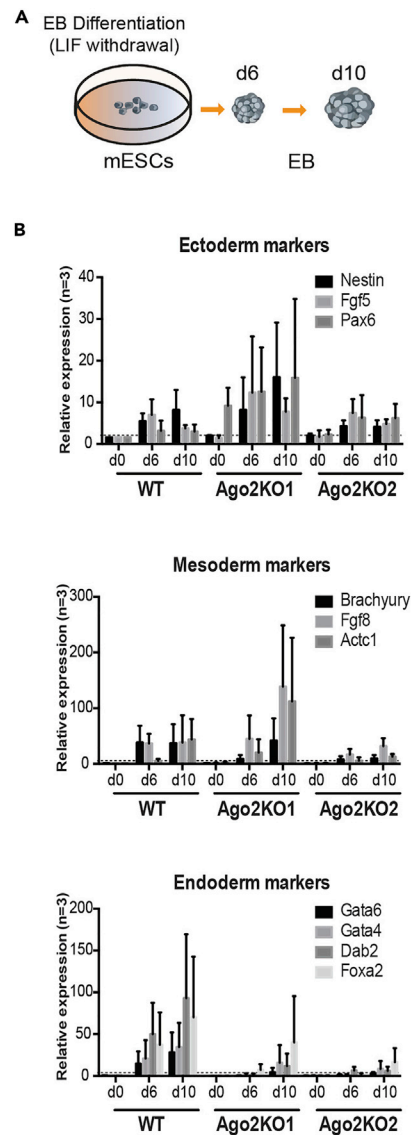 A
EB Differentiation
(LIF withdrawal)
d6
d10
mESCs
EB
B
Ectoderm markers
Relative expression (n=3)
40
30
20
10
0
Nestin
Fgf5
Pax6
d0 d6 d10 d0 d6 d10 d0 d6 d10
WT Ago2KO1 Ago2KO2
Mesoderm markers
Relative expression (n=3)
300
200
100
0
Brachyury
Fgf8
Actc1
d0 d6 d10 d0 d6 d10 d0 d6 d10
WT Ago2KO1 Ago2KO2
Endoderm markers
Relative expression (n=3)
200
150
100
50
0
Gata6
Gata4
Dab2
Foxa2
d0 d6 d10 d0 d6 d10 d0 d6 d10
WT Ago2KO1 Ago2KO2